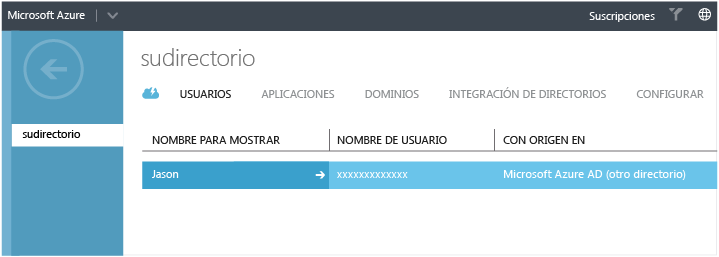 Microsoft Azure
Suscripciones
sudirectorio
sudirectorio
USUARIOS APLICACIONES DOMINIOS INTEGRACIÓN DE DIRECTORIOS CONFIGURAR
NOMBRE PARA MOSTRAR NOMBRE DE USUARIO CON ORIGEN EN
Jason xxxxxxxxxxxxx Microsoft Azure AD (otro directorio)